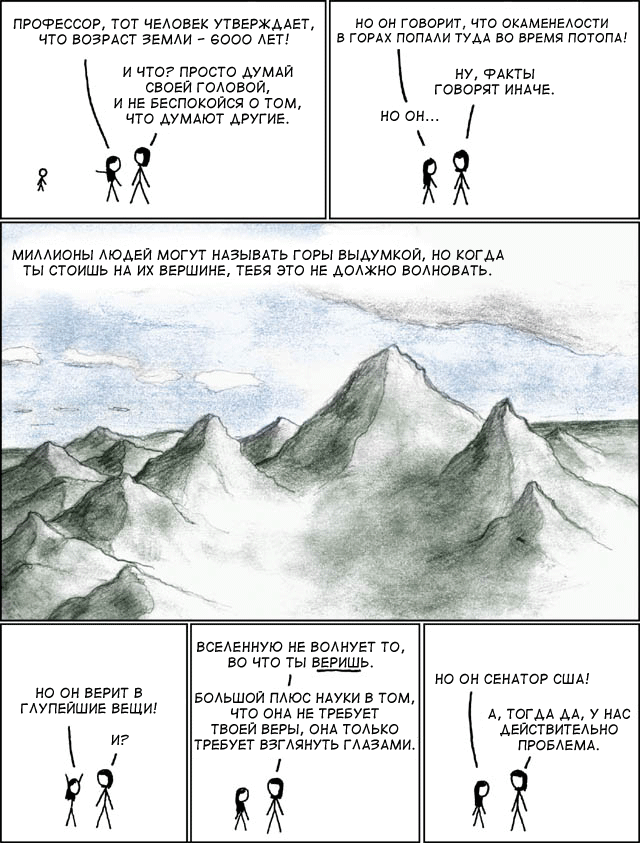 ПРОФЕССОР, ТОТ ЧЕЛОВЕК УТВЕРЖДАЕТ,
ЧТО ВОЗРАСТ ЗЕМЛИ - 6000 ЛЕТ!
И ЧТО? ПРОСТО ДУМАЙ
СВОЕЙ ГОЛОВОЙ,
И НЕ БЕСПОКОЙСЯ О ТОМ,
ЧТО ДУМАЮТ ДРУГИЕ.
НО ОН ГОВОРИТ, ЧТО ОКАМЕНЕЛОСТИ
В ГОРАХ ПОПАЛИ ТУДА ВО ВРЕМЯ ПОТОПА!
НУ, ФАКТЫ
ГОВОРЯТ ИНАЧЕ.
НО ОН...
МИЛЛИОНЫ ЛЮДЕЙ МОГУТ НАЗЫВАТЬ ГОРЫ ВЫДУМКОЙ, НО КОГДА
ТЫ СТОИШЬ НА ИХ ВЕРШИНЕ, ТЕБЯ ЭТО НЕ ДОЛЖНО ВОЛНОВАТЬ.
НО ОН ВЕРИТ В
ГЛУПЕЙШИЕ ВЕЩИ!
И?
ВСЕЛЕННУЮ НЕ ВОЛНУЕТ ТО,
ВО ЧТО ТЫ ВЕРИШЬ.
БОЛЬШОЙ ПЛЮС НАУКИ В ТОМ,
ЧТО ОНА НЕ ТРЕБУЕТ
ТВОЕЙ ВЕРЫ, ОНА ТОЛЬКО
ТРЕБУЕТ ВЗГЛЯНУТЬ ГЛАЗАМИ.
НО ОН СЕНАТОР США!
А, ТОГДА ДА, У НАС
ДЕЙСТВИТЕЛЬНО
ПРОБЛЕМА.